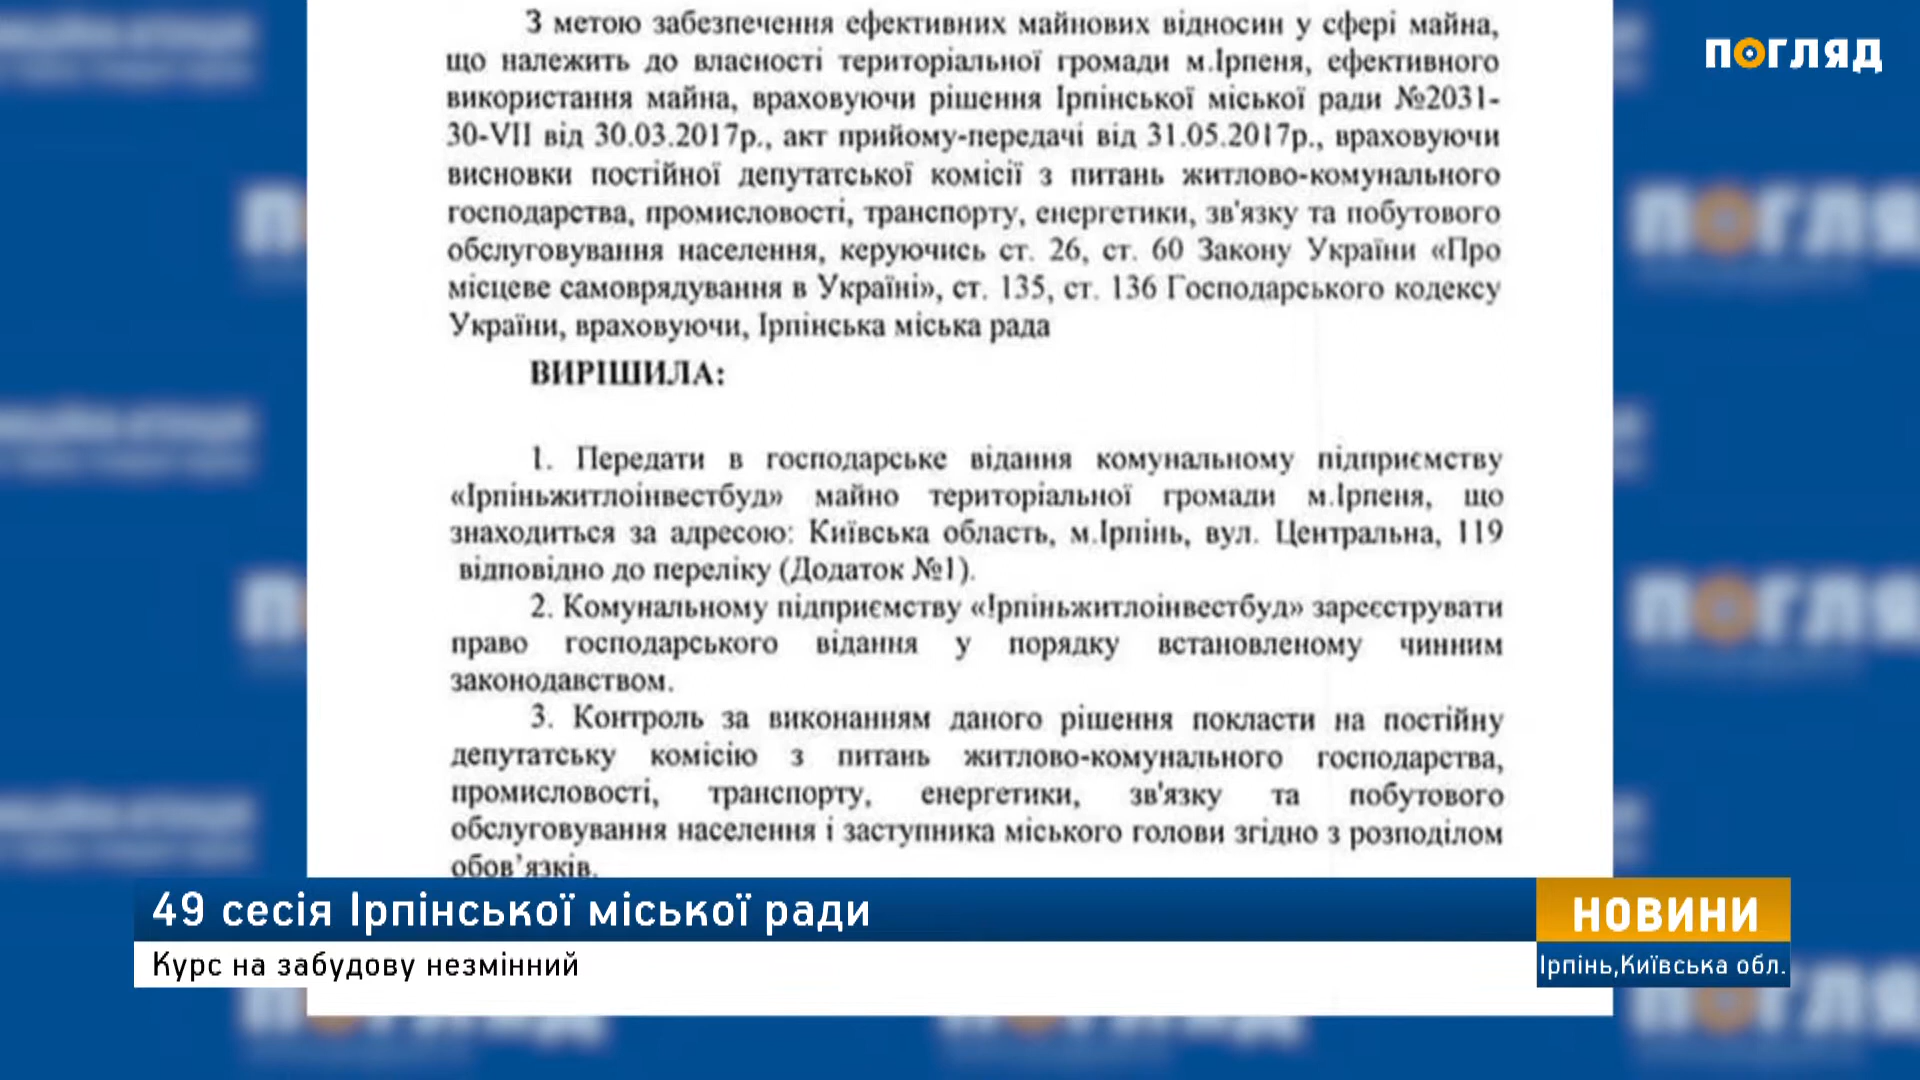 З метою забезпечення ефективних майнових відносин у сфері майна,
що належить до власності територіальної громади м.Ірпеня, ефективного
використання майна, враховуючи рішення Ірпінської міської ради №2031-
30-VII від 30.03.2017р., акт прийому-передачі від 31.05.2017р., враховуючи
висновки постійної депутатської комісії з питань житлово-комунального
господарства, промисловості, транспорту, енергетики, зв'язку та побутового
обслуговування населення, керуючись ст. 26, ст. 60 Закону України «Про
місцеве самоврядування в Україні», ст. 135, ст. 136 Господарського кодексу
України, враховуючи, Ірпінська міська рада
ВИРІШИЛА:
1. Передати в господарське відання комунальному підприємству
«Ірпіньжитлоінвестбуд» майно територіальної громади м.Ірпеня, що
знаходиться за адресою: Київська область, м.Ірпінь, вул. Центральна, 119
відповідно до переліку (Додаток №1).
2. Комунальному підприємству «Ірпіньжитлоінвестбуд» зареєструвати
право господарського відання у порядку встановленому чинним
законодавством.
3. Контроль за виконанням даного рішення покласти на постійну
депутатську комісію з питань житлово-комунального господарства,
промисловості, транспорту, енергетики, зв'язку та побутового
обслуговування населення і заступника міського голови згідно з розподілом
обов’язків.
ПОГЛЯД
49 сесія Ірпінської міської ради
Курс на забудову незмінний
НОВИНИ
Ірпінь,Київська обл.